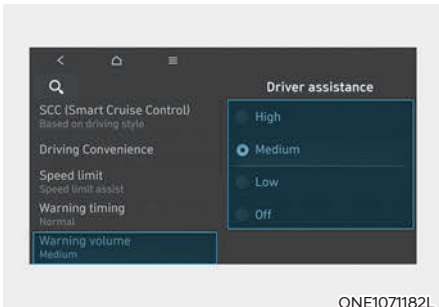 Driver assistance
SCC (Smart Cruise Control)
Based on driving style
Driving Convenience
Speed limit
Speed limit assist
Warning timing
Normal
Warning volume
Medium
High
Medium
Low
Off
ONE1071182L